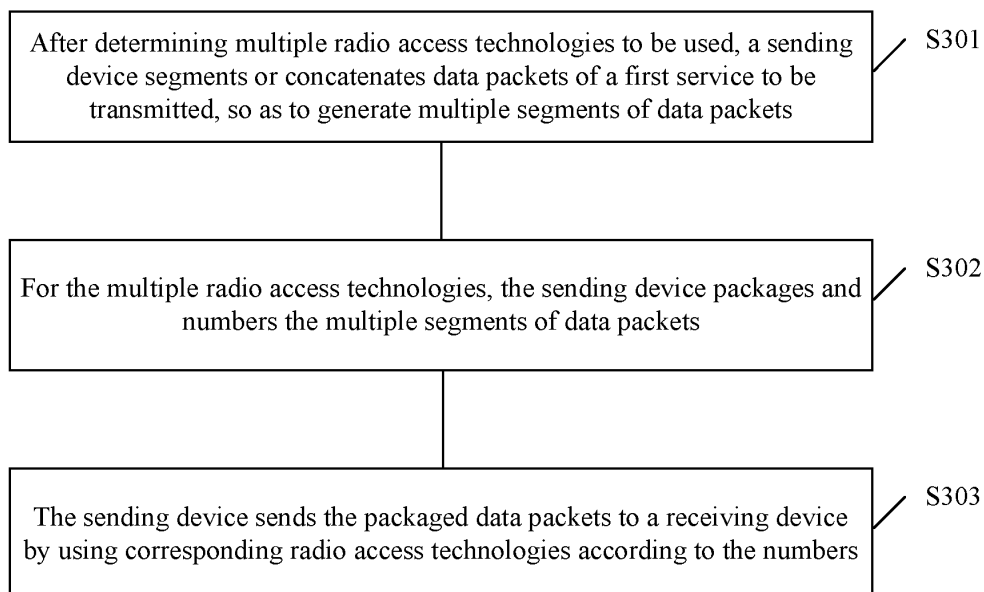 After determining multiple radio access technologies to be used, a sending
device segments or concatenates data packets of a first service to be
transmitted, so as to generate multiple segments of data packets
S301
For the multiple radio access technologies, the sending device packages and
numbers the multiple segments of data packets
S302
The sending device sends the packaged data packets to a receiving device
by using corresponding radio access technologies according to the numbers
S303